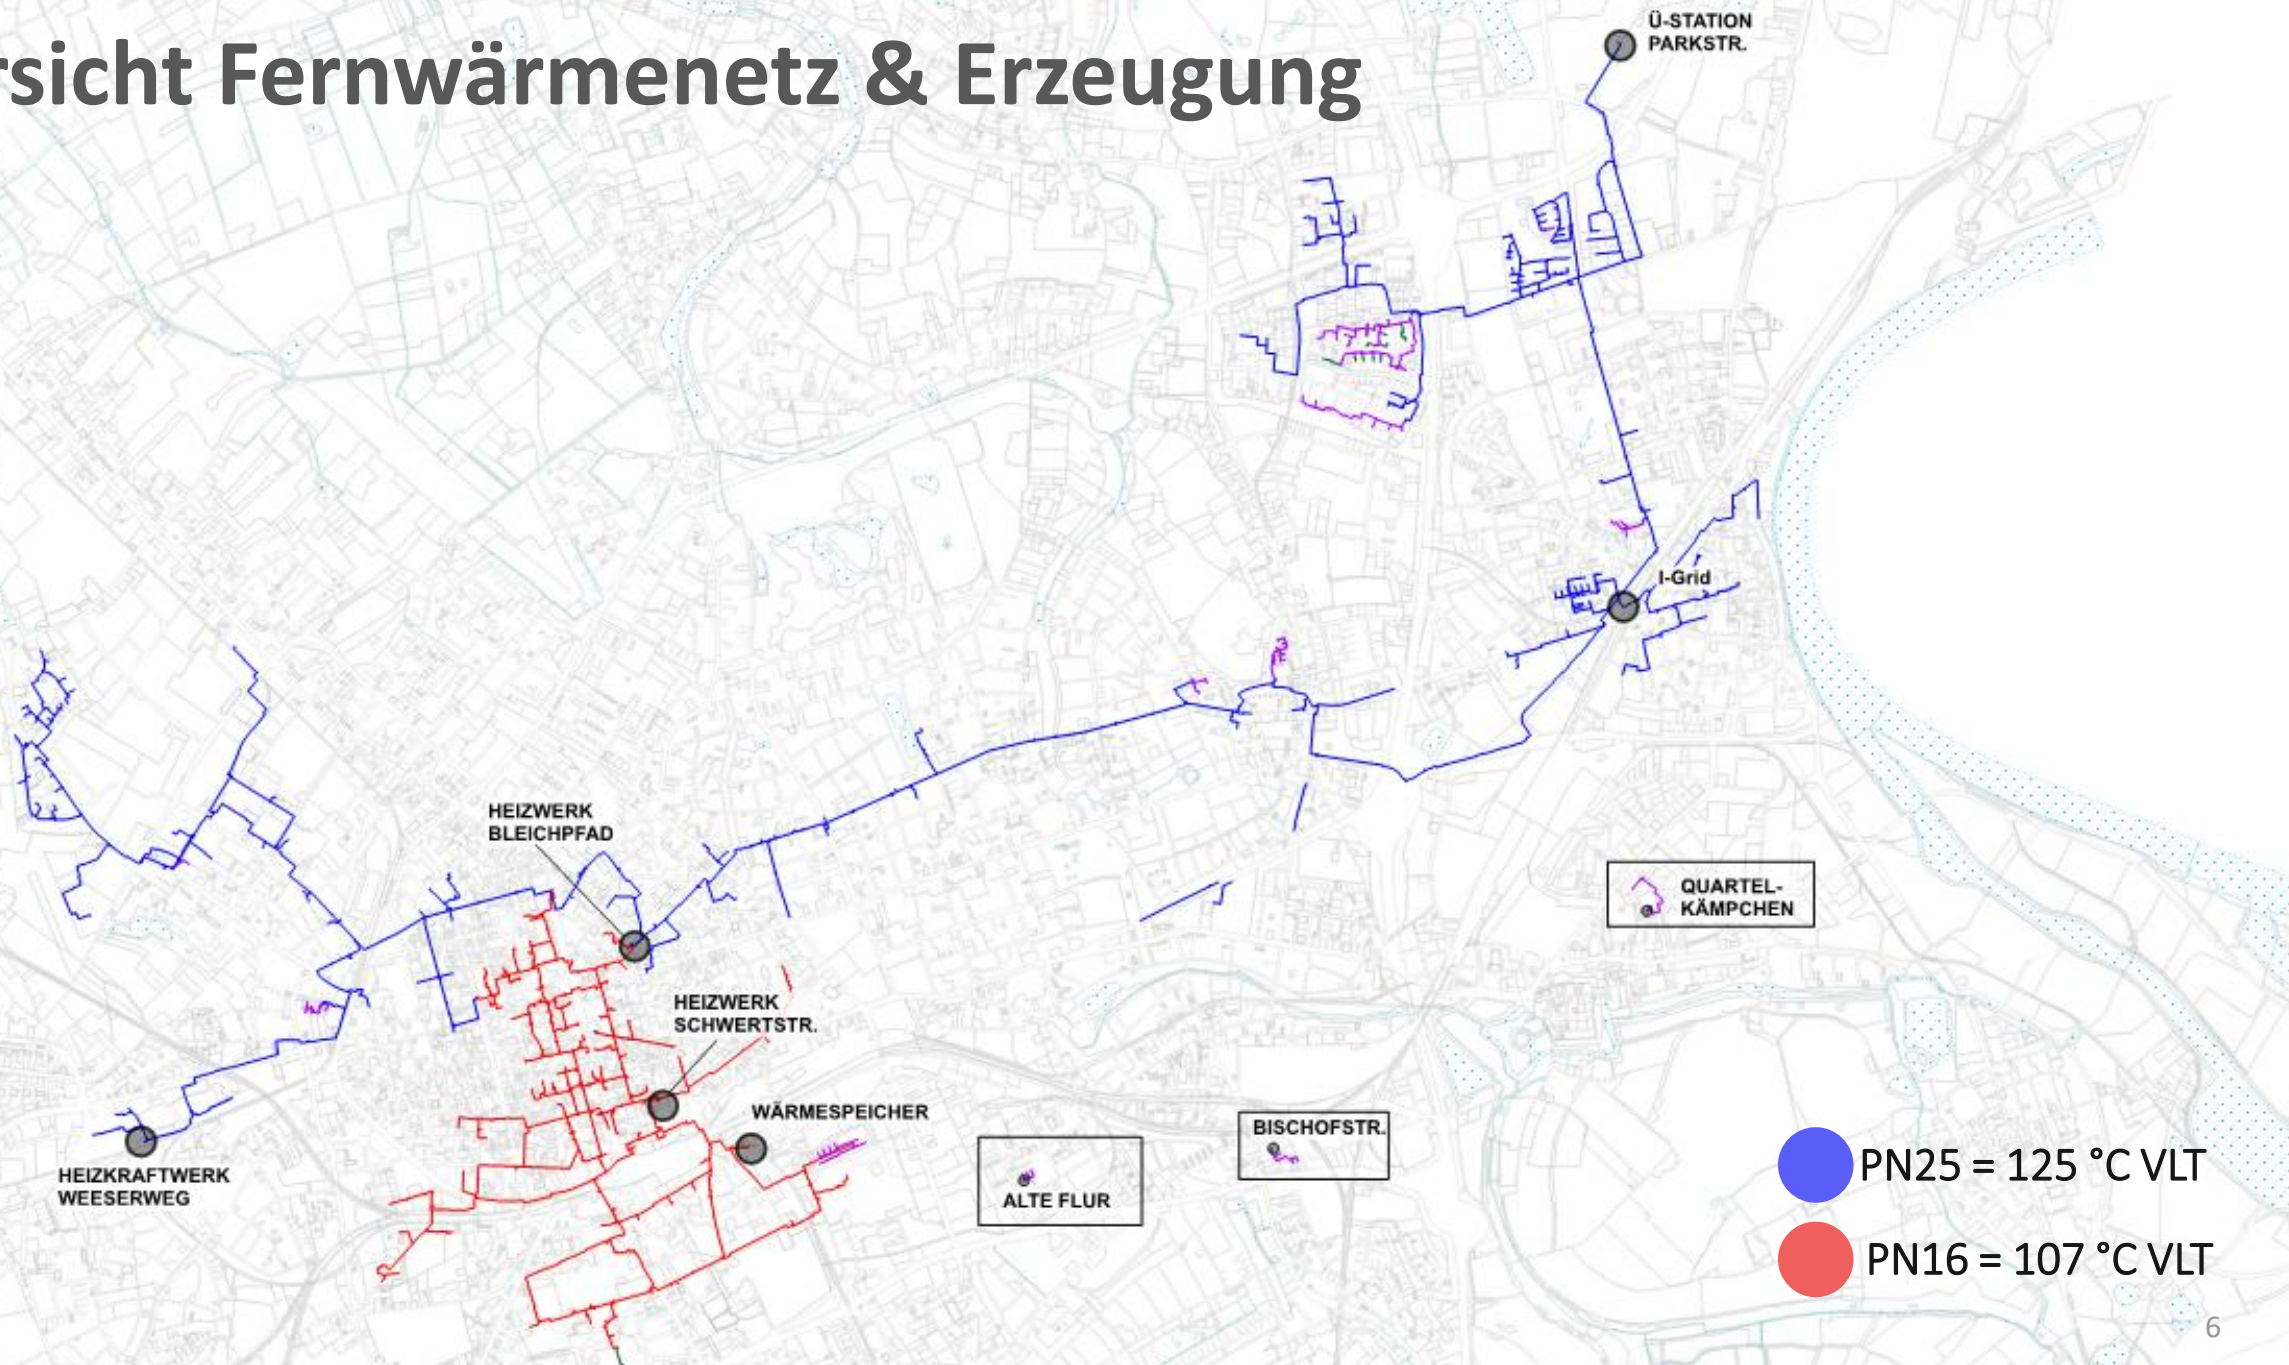 rsicht Fernwärmenetz & Erzeugung
Ü-STATION
PARKSTR.
I-Grid
HEIZWERK
BLEICHPFAD
QUARTEL-
KÄMPCHEN
HEIZWERK
SCHWERTSTR.
WÄRMESPEICHER
BISCHOFSTR.
HEIZKRAFTWERK
WEESERWEG
ALTE FLUR
PN25 = 125 °C VLT
PN16 = 107 °C VLT
6